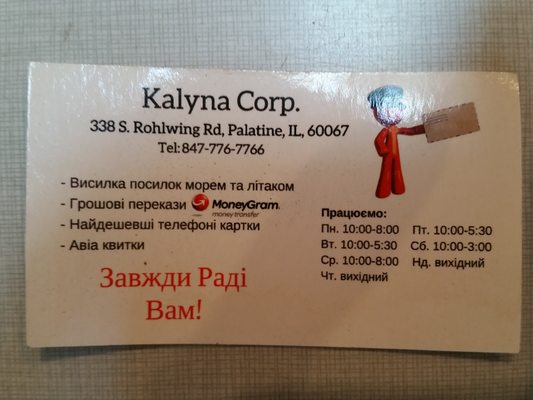 Kalyna Corp.
338 S. Rohlwing Rd, Palatine, IL, 60067
Tel: 847-776-7766
- Висилка посилок морем та літаком
- Грошові перекази MoneyGram.
money transfer
- Найдешевші телефоні картки
- Авіа квитки
Завжди Раді
Вам!
Працюємо:
Пн. 10:00-8:00 Пт. 10:00-5:30
Вт. 10:00-5:30 Сб. 10:00-3:00
Ср. 10:00-8:00 Нд. вихідний
Чт. вихідний